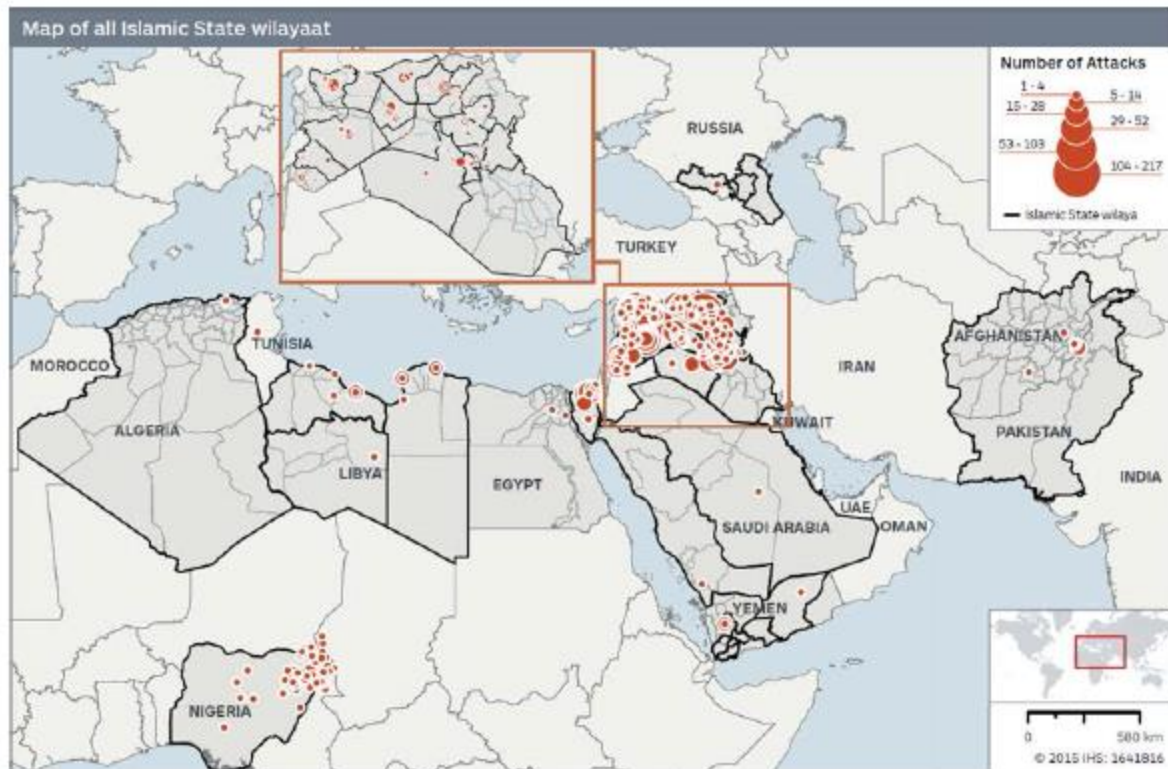 Map of all Islamic State wilayaat
Number of Attacks
1 - 4
5 - 14
15 - 28
29 - 52
53 - 103
104 - 217
Islamic State wilaya
RUSSIA
TURKEY
TUNISIA
MOROCCO
AFGHANISTAN
IRAN
ALGERIA
KUWAIT
PAKISTAN
LIBYA
EGYPT
INDIA
UAE
SAUDI ARABIA
OMAN
YEMEN
NIGERIA
0 580 km
© 2015 IHS: 1641816